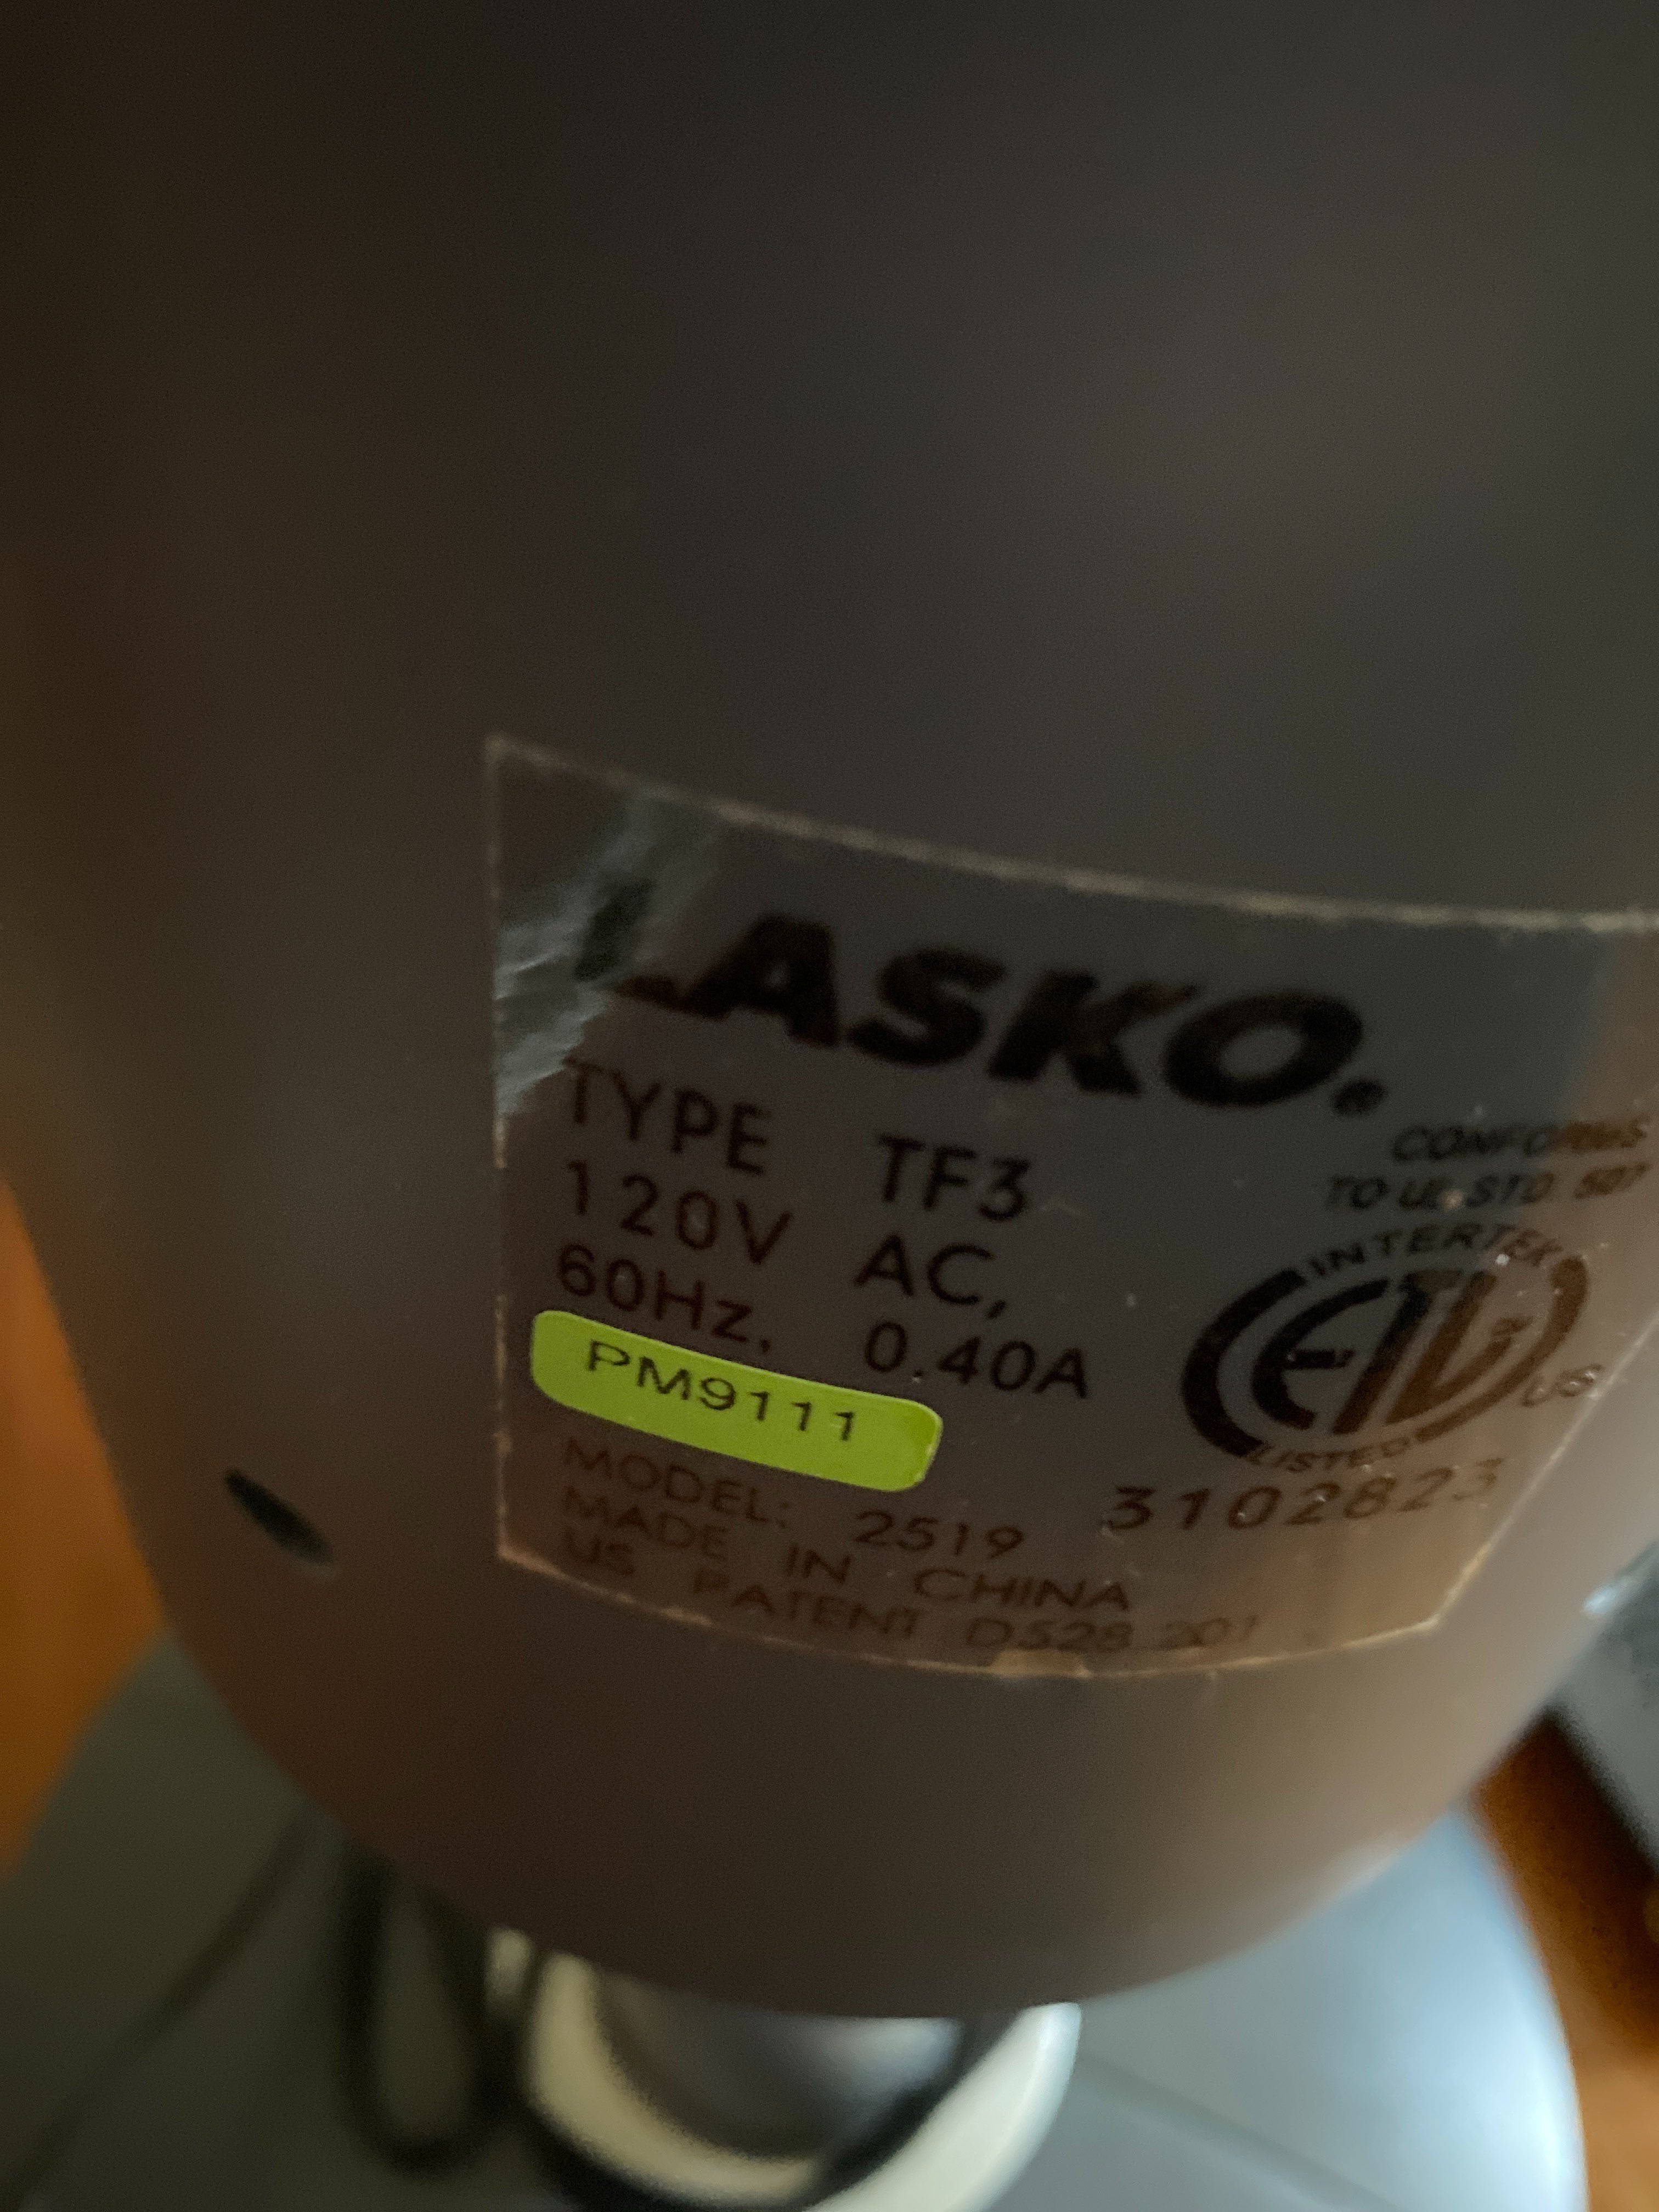 LASKO®
CONFORMS
TO UL STD 507
TYPE TF3
120V AC,
60Hz, 0.40A
INTERTEK
ETL
US
LISTED
3102823
PM9111
MODEL: 2519
MADE IN CHINA
US PATENT D528 201